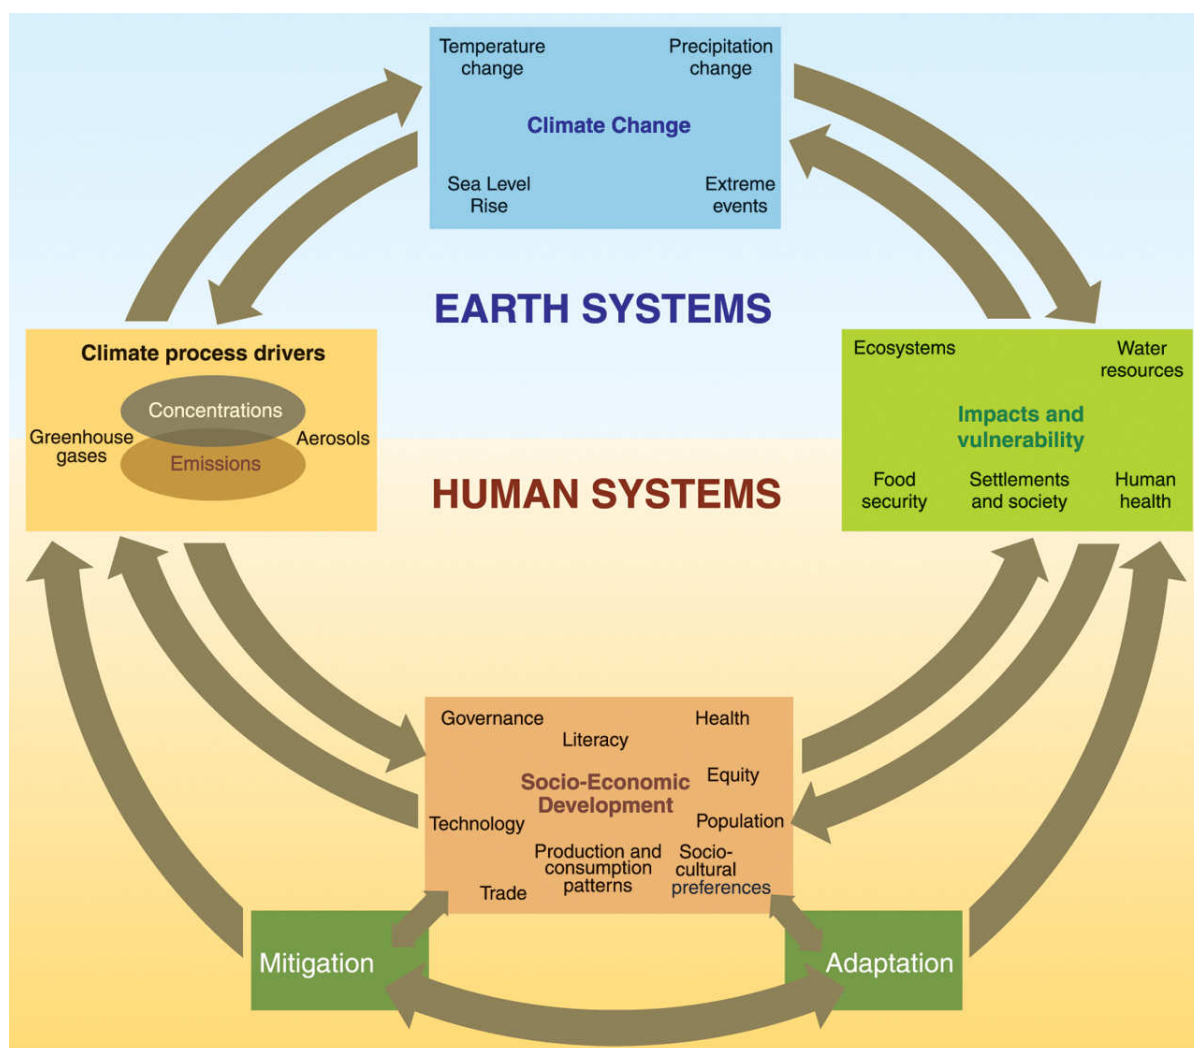 Temperature
change
Precipitation
change
Climate Change
Sea Level
Rise
Extreme
events
EARTH SYSTEMS
Climate process drivers
Concentrations
Greenhouse
gases
Aerosols
Emissions
Ecosystems
Water
resources
Impacts and
vulnerability
Food
security
Settlements
and society
Human
health
HUMAN SYSTEMS
Governance
Literacy
Health
Socio-Economic
Development
Equity
Technology
Population
Production and
consumption
patterns
Socio-
cultural
preferences
Trade
Mitigation
Adaptation